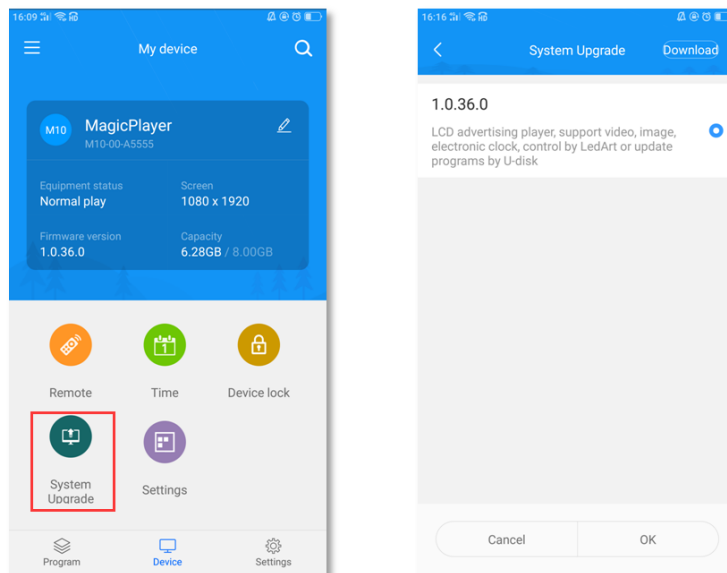 16:09
My device
M10
MagicPlayer
M10-00-A5555
Equipment status
Normal play
Screen
1080 x 1920
Firmware version
1.0.36.0
Capacity
6.28GB / 8.00GB
Remote
1
Time
Device lock
System
Upgrade
Settings
Program
Device
Settings
16:16
System Upgrade
Download
1.0.36.0
LCD advertising player, support video, image,
electronic clock, control by LedArt or update
programs by U-disk
Cancel
OK